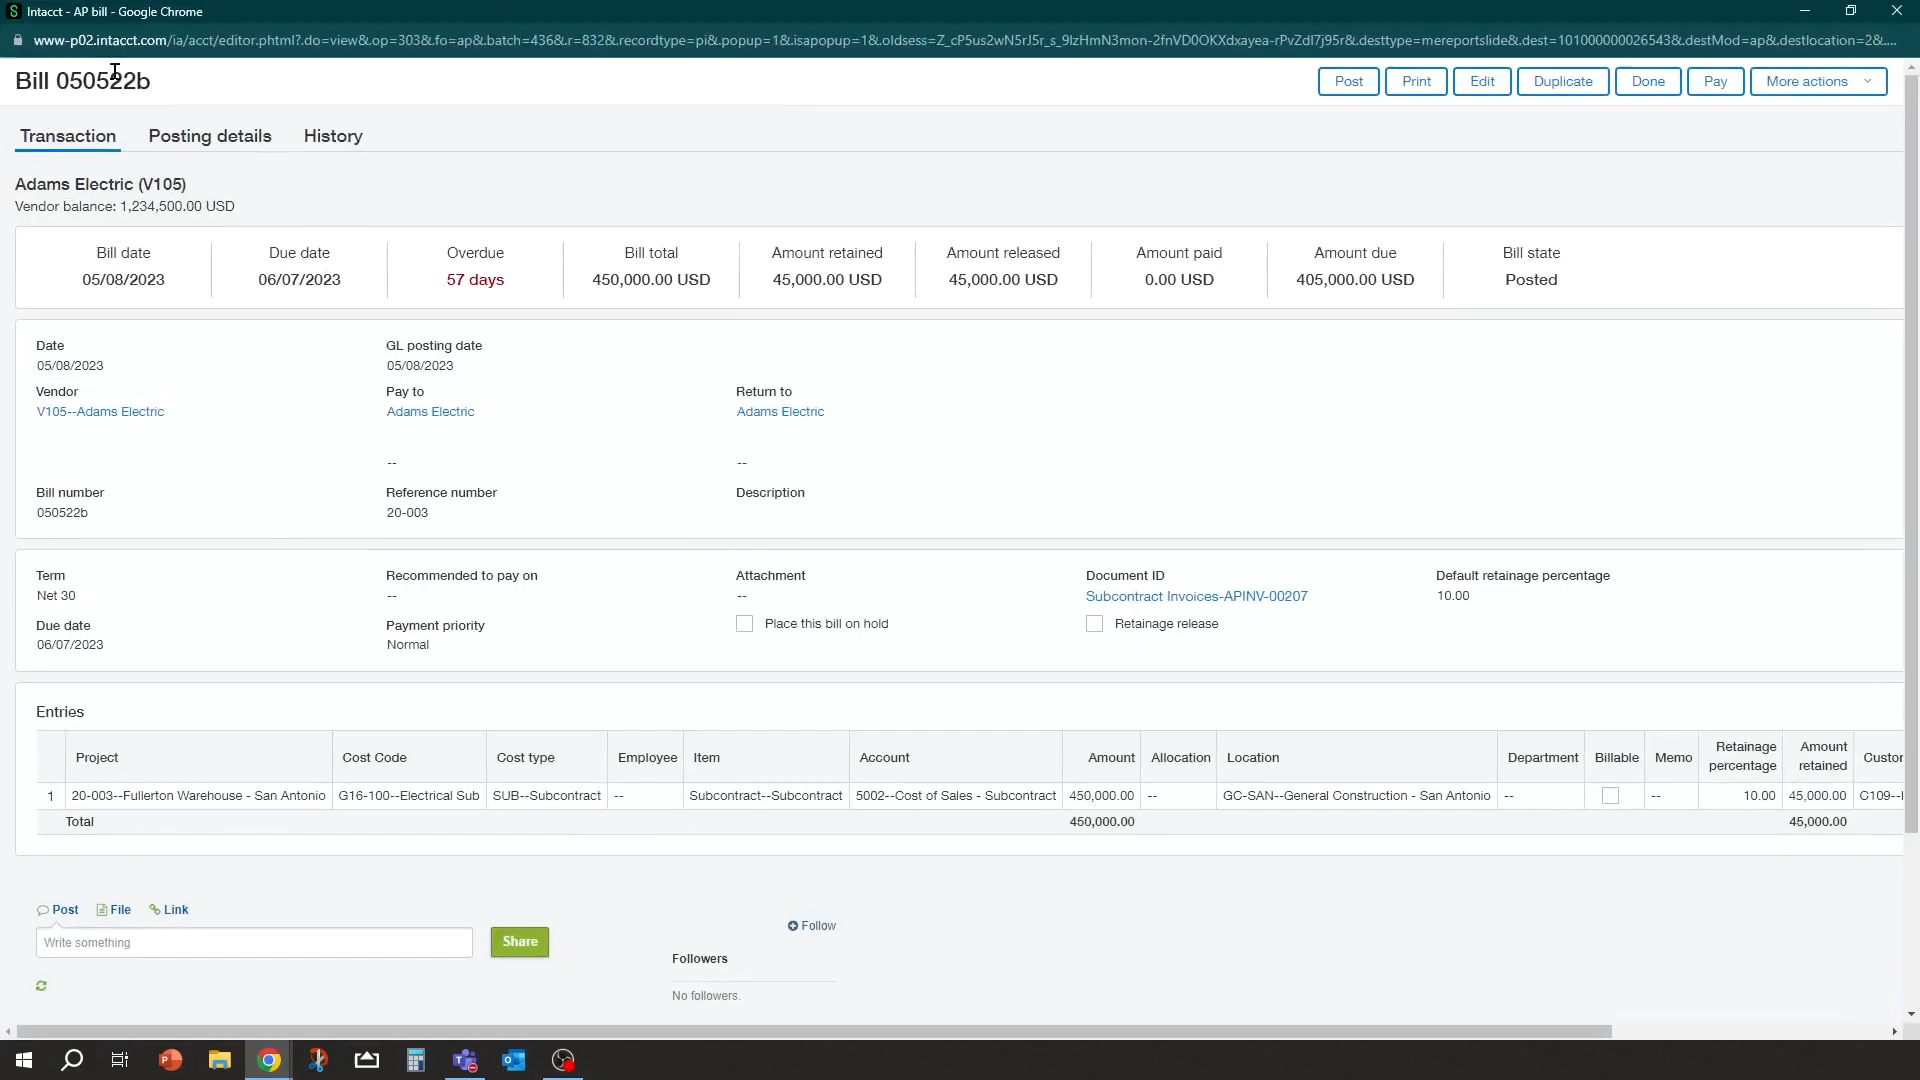 Intacct - AP bill - Google Chrome
www-p02.intacct.com/ia/acct/editor.phtml?.do=view&.op=303&.fo=ap&.batch=436&.r=832&.recordtype=pi&.popup=1&.isapopup=1&.oldsess=Z_cP5us2wN5rJ5r_s_9lzHmN3mon-2fnVD0OKXdxayea-rPvZdl7j95r&.desttype=mereportslide&.dest=101000000026543&.destMod=ap&.destlocation=2&....
Bill 050522b
Post Print Edit Duplicate Done Pay More actions
Transaction Posting details History
Adams Electric (V105)
Vendor balance: 1,234,500.00 USD
Bill date Due date Overdue Bill total Amount retained Amount released Amount paid Amount due Bill state
05/08/2023 06/07/2023 57 days 450,000.00 USD 45,000.00 USD 45,000.00 USD 0.00 USD 405,000.00 USD Posted
Date GL posting date
05/08/2023 05/08/2023
Vendor Pay to Return to
V105--Adams Electric Adams Electric Adams Electric
-- --
Bill number Reference number Description
050522b 20-003
Term Recommended to pay on Attachment Document ID Default retainage percentage
Net 30 -- -- Subcontract Invoices-APINV-00207 10.00
Due date Payment priority Place this bill on hold Retainage release
06/07/2023 Normal
Entries
Project Cost Code Cost type Employee Item Account Amount Allocation Location Department Billable Memo Retainage percentage Amount retained Custor
1 20-003--Fullerton Warehouse - San Antonio G16-100--Electrical Sub SUB--Subcontract -- Subcontract--Subcontract 5002--Cost of Sales - Subcontract 450,000.00 -- GC-SAN--General Construction - San Antonio -- -- 10.00 45,000.00 C109--I
Total 450,000.00 45,000.00
Post File Link
Write something Share
Follow
Followers
No followers.